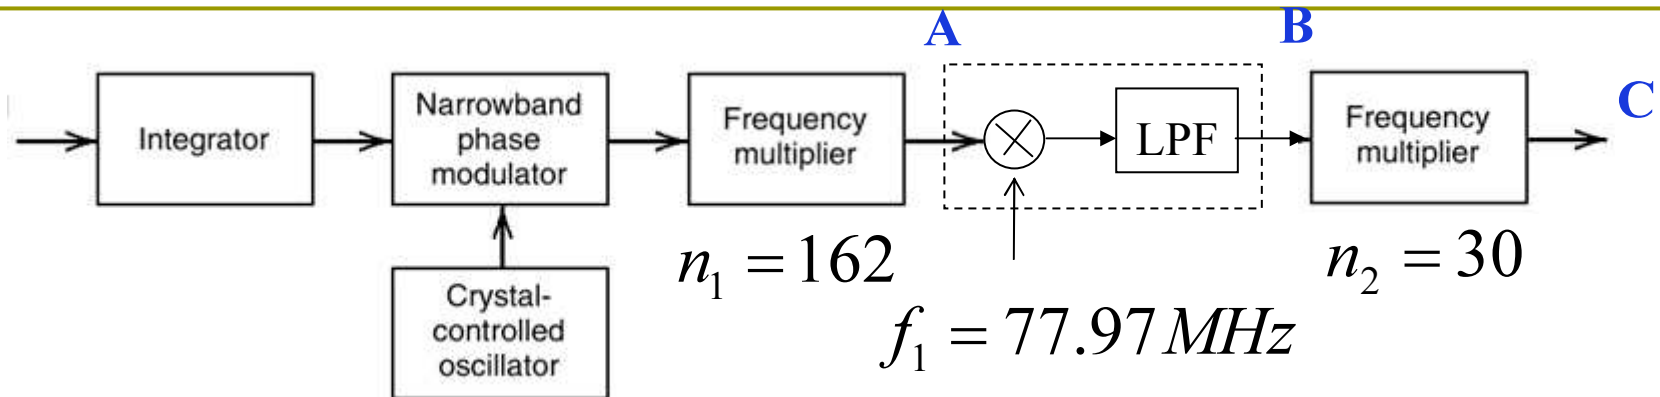 A
B
C
Integrator
Narrowband
phase
modulator
Frequency
multiplier
LPF
Frequency
multiplier
n₁ = 162
n₂ = 30
Crystal-
controlled
oscillator
f₁ = 77.97 MHz